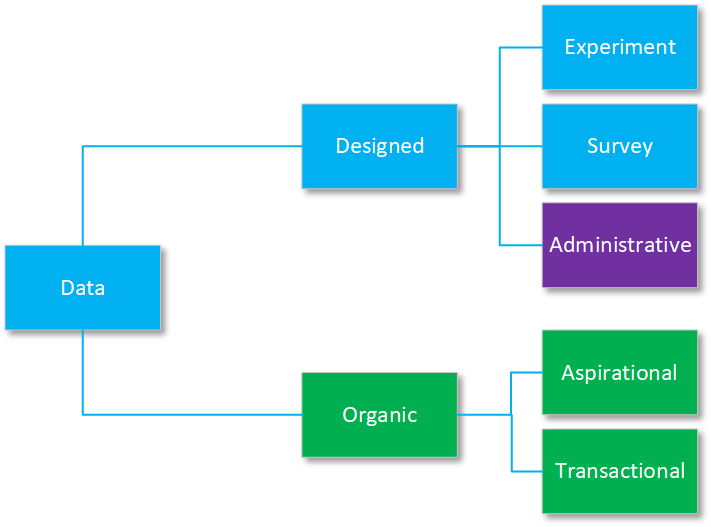 Experiment
Designed
Survey
Administrative
Data
Aspirational
Organic
Transactional